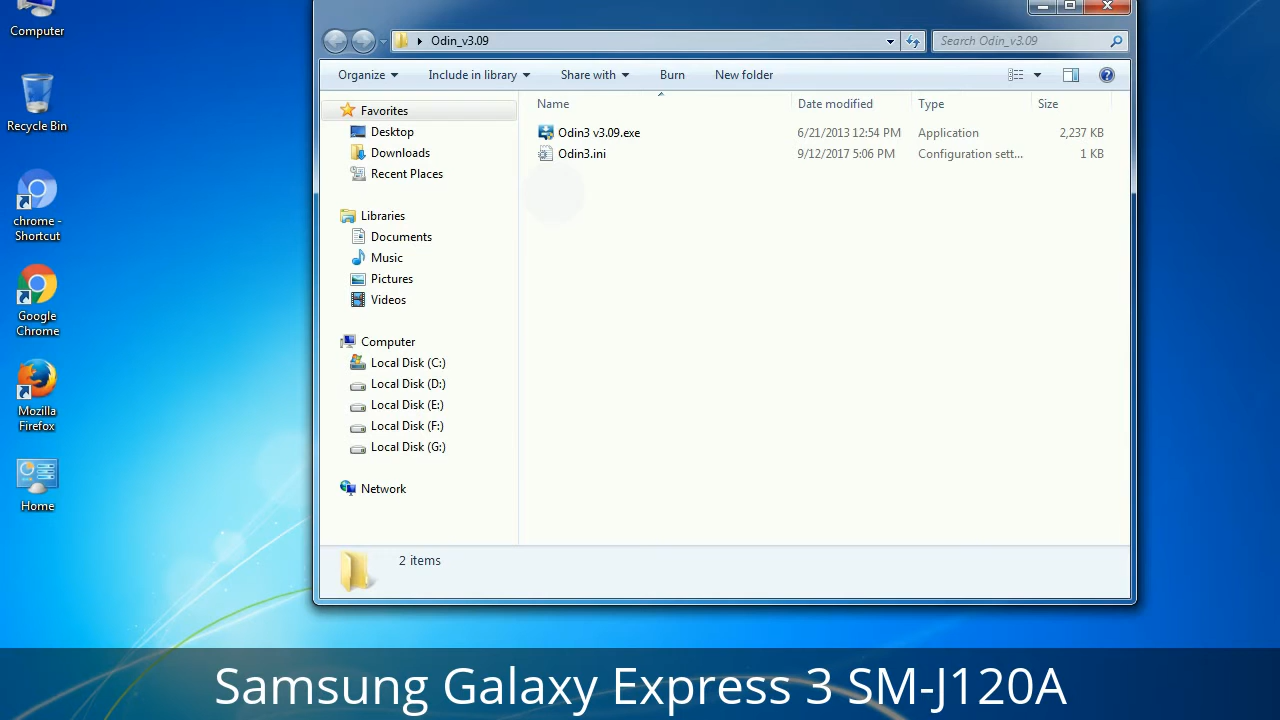 Computer
Recycle Bin
chrome -
Shortcut
Google
Chrome
Mozilla
Firefox
Home
Odin_v3.09
Search Odin_v3.09
Organize
Include in library
Share with
Burn
New folder
Favorites
Desktop
Downloads
Recent Places
Libraries
Documents
Music
Pictures
Videos
Computer
Local Disk (C:)
Local Disk (D:)
Local Disk (E:)
Local Disk (F:)
Local Disk (G:)
Network
Name Date modified Type Size
Odin3 v3.09.exe 6/21/2013 12:54 PM Application 2,237 KB
Odin3.ini 9/12/2017 5:06 PM Configuration sett... 1 KB
2 items
Samsung Galaxy Express 3 SM-J120A